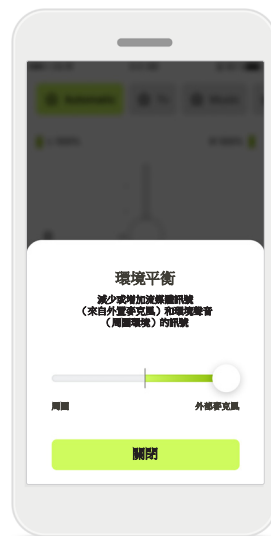 環境平衡
減少或增加流媒體訊號
（來自外置麥克風）和環境聲音
（周圍環境）的訊號
周圍
外部麥克風
關閉